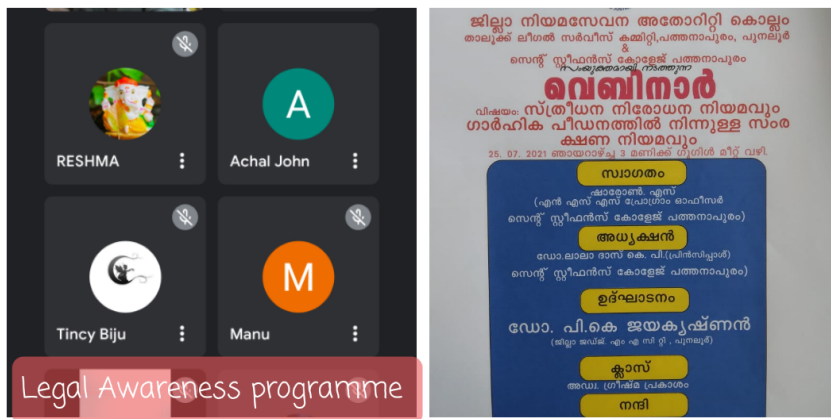 RESHMA
Achal John
A
Tincy Biju
M
Manu
Legal Awareness programme
ജില്ലാ നിയമസേവന അതോറിറ്റി കൊല്ലം
താലൂക്ക് ലീഗൽ സർവീസ് കമ്മിറ്റി,പത്തനാപുരം, പുനലൂർ
&
സെന്റ് സ്റ്റീഫൻസ് കോളേജ് പത്തനാപുരം
സംയുക്തമായി നടത്തുന്ന
വെബിനാർ
വിഷയം: സ്ത്രീധന നിരോധന നിയമവും
ഗാർഹിക പീഡനത്തിൽ നിന്നുള്ള സംര
ക്ഷണ നിയമവും
25. 07. 2021 ഞായറാഴ്ച്ച 3 മണിക്ക് ഗൂഗിൾ മീറ്റ് വഴി.
സ്വാഗതം
ഷാരോൺ. എസ്
(എൻ എസ് എസ് പ്രോഗ്രാം ഓഫീസർ
സെന്റ് സ്റ്റീഫൻസ് കോളേജ് പത്തനാപുരം)
അധ്യക്ഷൻ
ഡോ.ലാലാ ദാസ് കെ. പി.(പ്രിൻസിപ്പാൾ)
സെന്റ് സ്റ്റീഫൻസ് കോളേജ് പത്തനാപുരം)
ഉദ്ഘാടനം
ഡോ. പി.കെ ജയകൃഷ്ണൻ
(ജില്ലാ ജഡ്ജ് എം എ സി റ്റി , പുനലൂർ)
ക്ലാസ്
അഡ്വ. ഗ്രീഷ്മ പ്രകാശം
നന്ദി